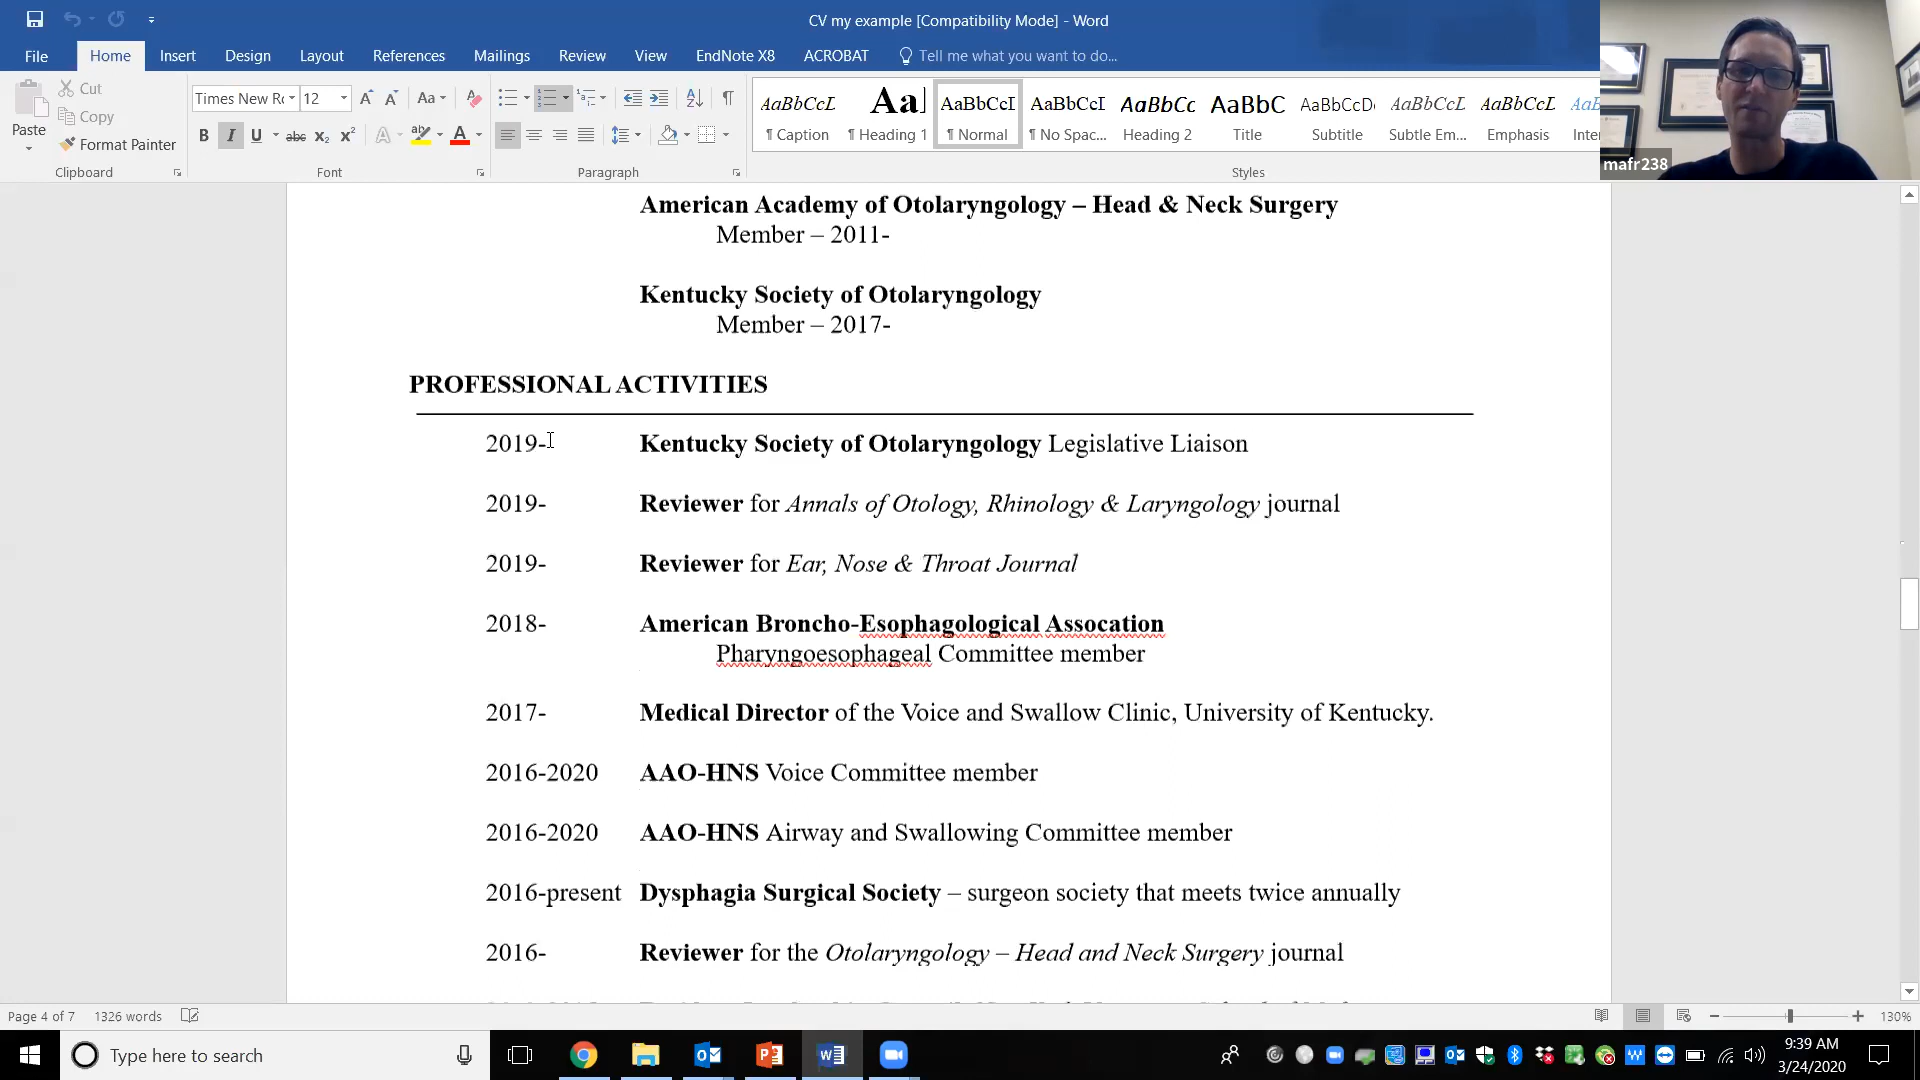 CV my example [Compatibility Mode] - Word
File Home Insert Design Layout References Mailings Review View EndNote X8 ACROBAT Tell me what you want to do...
Cut
Copy
Paste
Format Painter
Clipboard
Times New Rc 12
Aa
B I U abc X₂ X²
Font
Paragraph
AaBbCcL AaI AaBbCcI AaBbCcI AaBbCc AaBbC AaBbCcD AaBbCcL AaBbCcL
¶ Caption ¶ Heading 1 ¶ Normal ¶ No Spac... Heading 2 Title Subtitle Subtle Em... Emphasis
Styles
mafr238
American Academy of Otolaryngology – Head & Neck Surgery
Member – 2011-
Kentucky Society of Otolaryngology
Member – 2017-
PROFESSIONAL ACTIVITIES
2019- Kentucky Society of Otolaryngology Legislative Liaison
2019- Reviewer for Annals of Otology, Rhinology & Laryngology journal
2019- Reviewer for Ear, Nose & Throat Journal
2018- American Broncho-Esophagological Assocation
Pharyngoesophageal Committee member
2017- Medical Director of the Voice and Swallow Clinic, University of Kentucky.
2016-2020 AAO-HNS Voice Committee member
2016-2020 AAO-HNS Airway and Swallowing Committee member
2016-present Dysphagia Surgical Society – surgeon society that meets twice annually
2016- Reviewer for the Otolaryngology – Head and Neck Surgery journal
Page 4 of 7 1326 words 130%
Type here to search
9:39 AM
3/24/2020